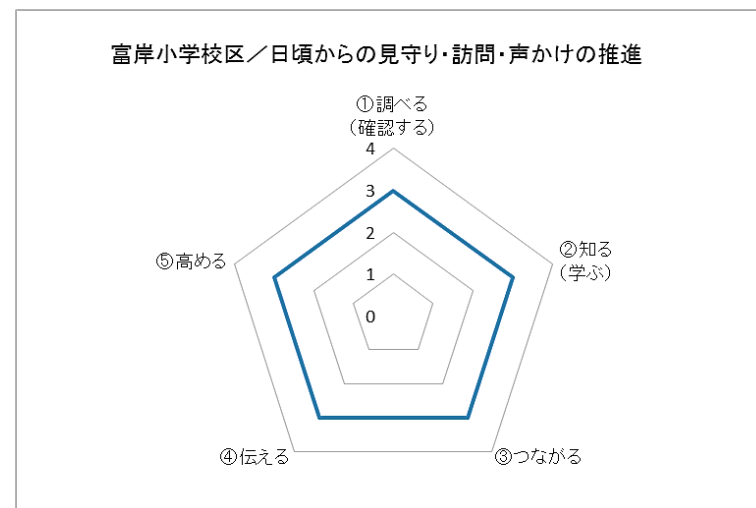 富岸小学校区／日頃からの見守り・訪問・声かけの推進
①調べる
（確認する）
4
3
2
1
0
②知る
（学ぶ）
③つながる
④伝える
⑤高める